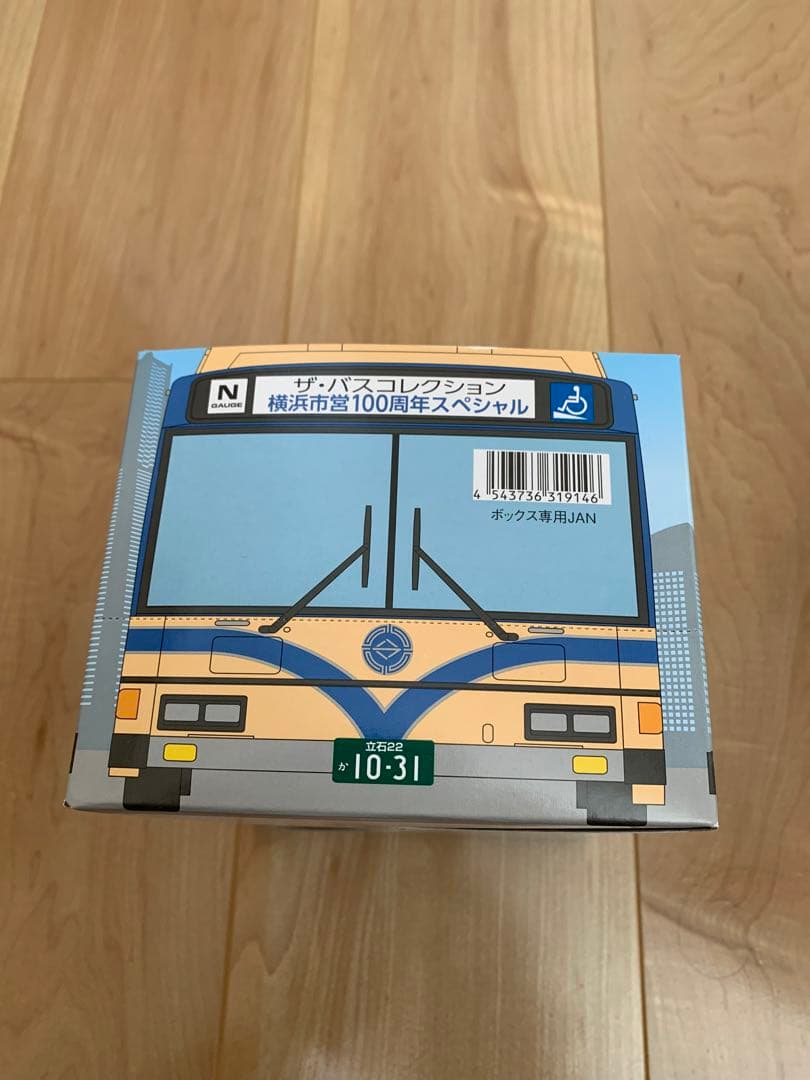 N
GAUGE
ザ・バスコレクション
横浜市営100周年スペシャル
4 543736 319146
ボックス専用JAN
立石22
か 10-31